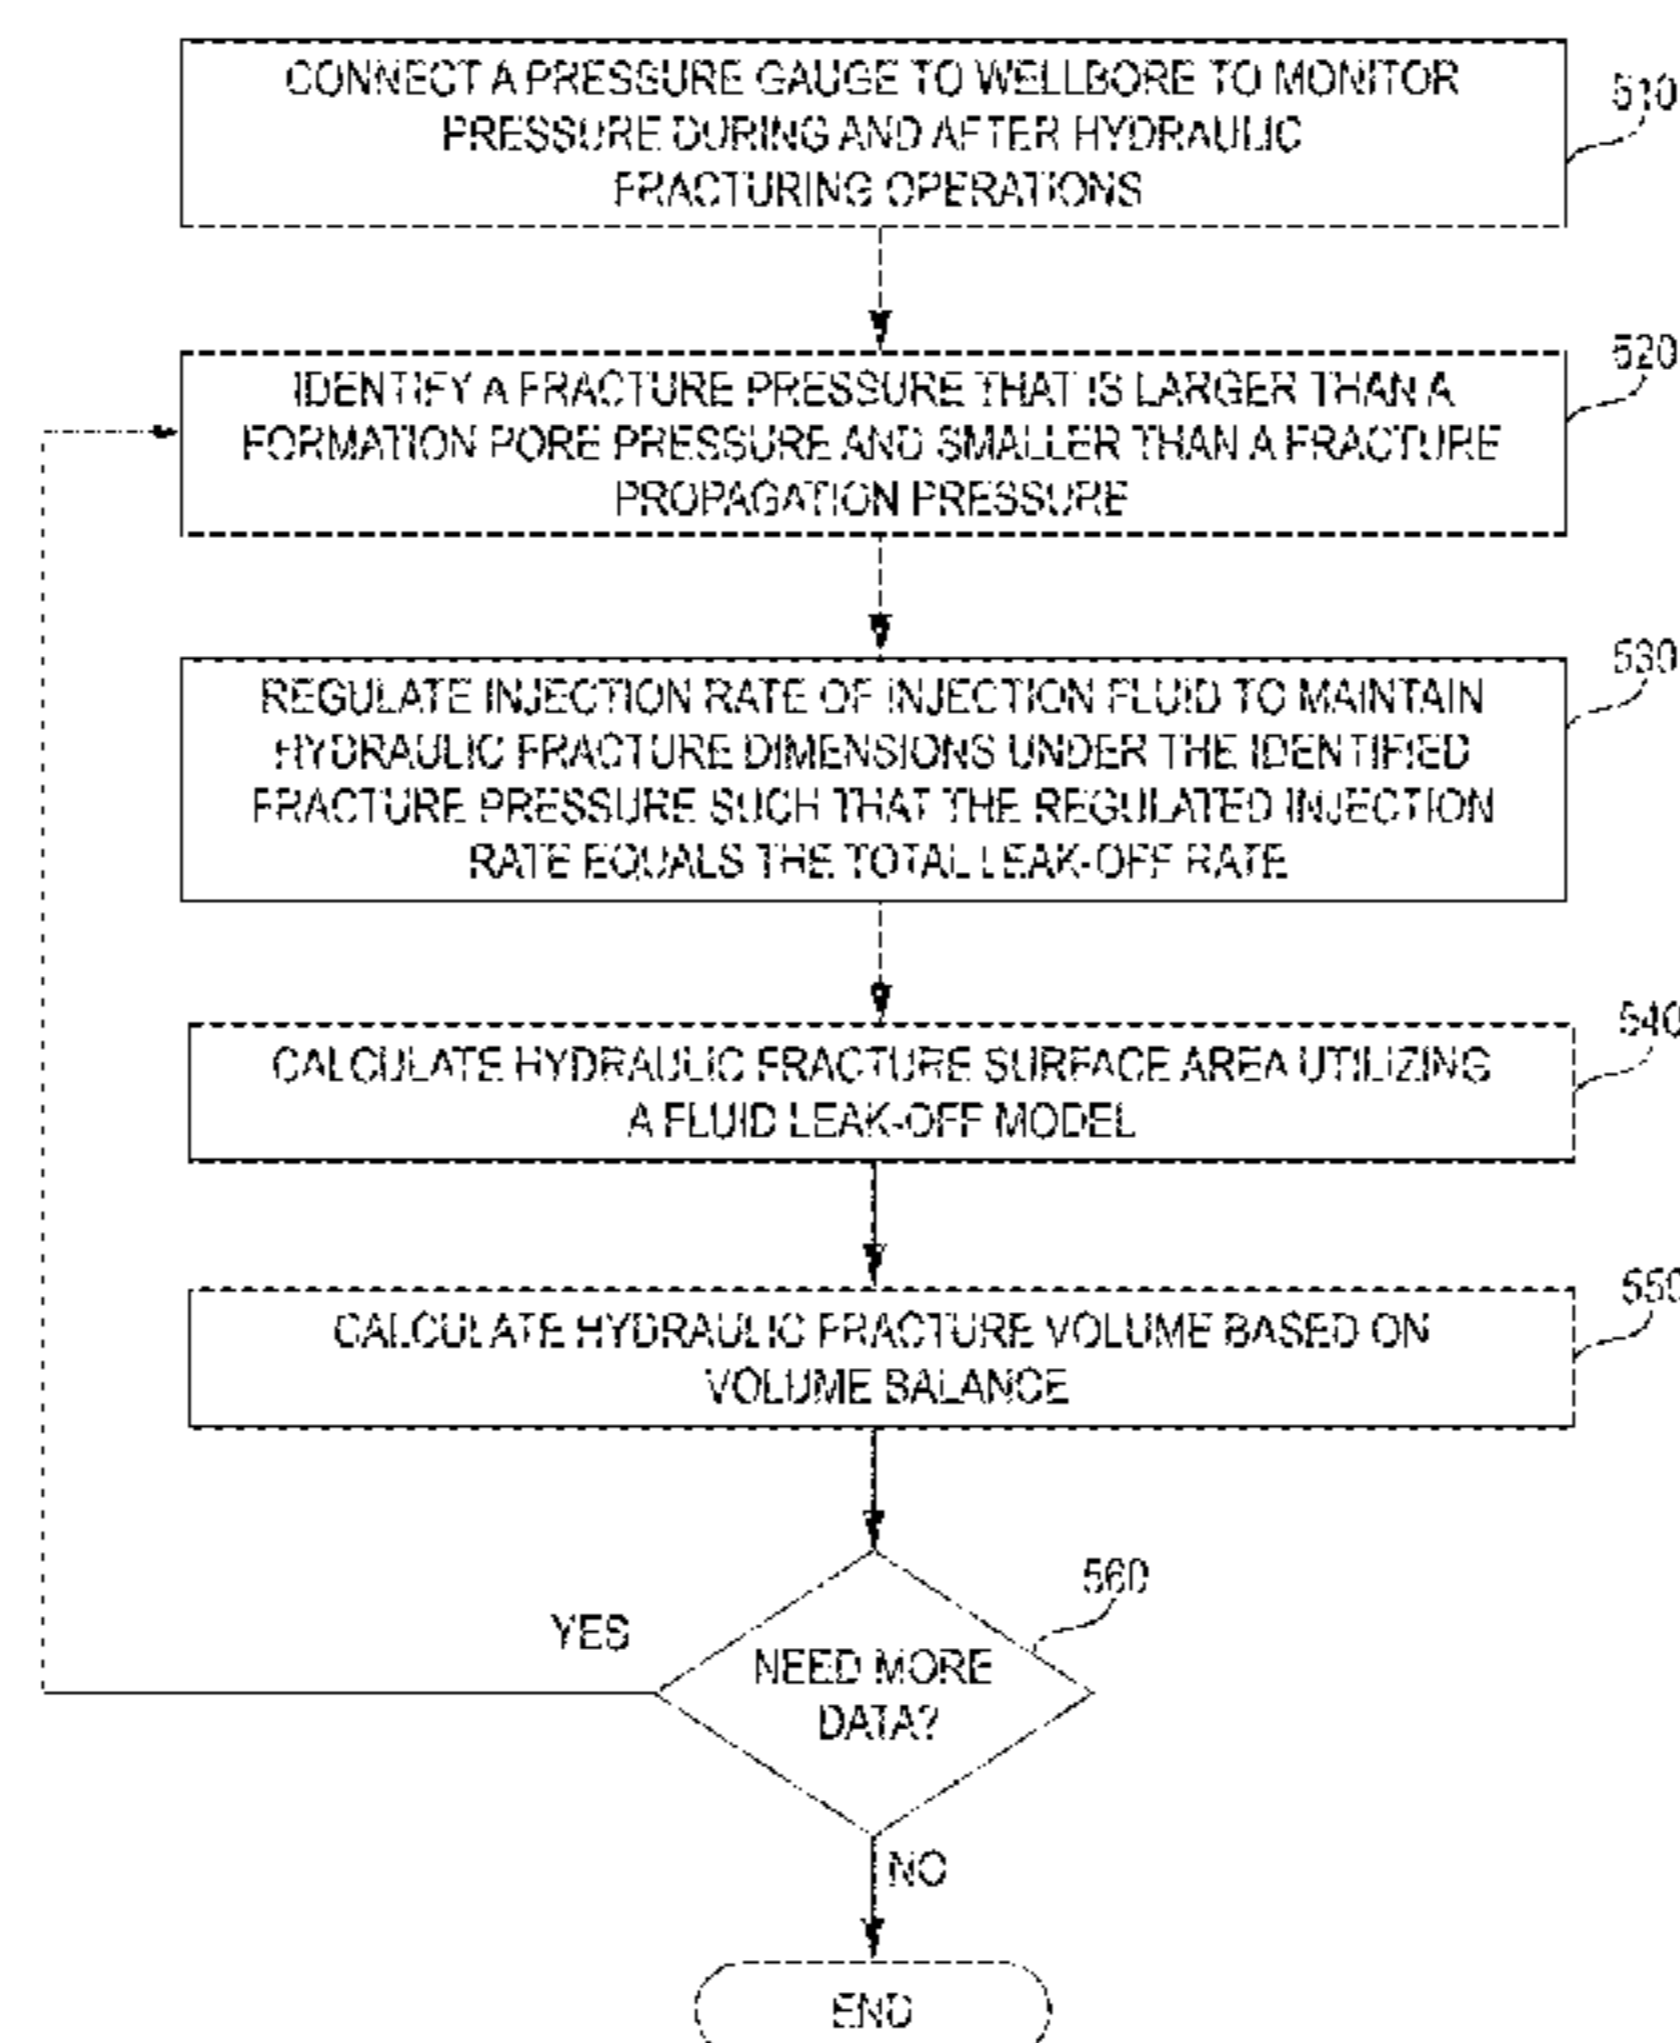 CONNECT A PRESSURE GAUGE TO WELLBORE TO MONITOR
PRESSURE DURING AND AFTER HYDRAULIC
FRACTURING OPERATIONS
510
IDENTIFY A FRACTURE PRESSURE THAT IS LARGER THAN A
FORMATION PORE PRESSURE AND SMALLER THAN A FRACTURE
PROPAGATION PRESSURE
520
REGULATE INJECTION RATE OF INJECTION FLUID TO MAINTAIN
HYDRAULIC FRACTURE DIMENSIONS UNDER THE IDENTIFIED
FRACTURE PRESSURE SUCH THAT THE REGULATED INJECTION
RATE EQUALS THE TOTAL LEAK-OFF RATE
530
CALCULATE HYDRAULIC FRACTURE SURFACE AREA UTILIZING
A FLUID LEAK-OFF MODEL
540
CALCULATE HYDRAULIC FRACTURE VOLUME BASED ON
VOLUME BALANCE
550
560
YES
NEED MORE
DATA?
NO
END